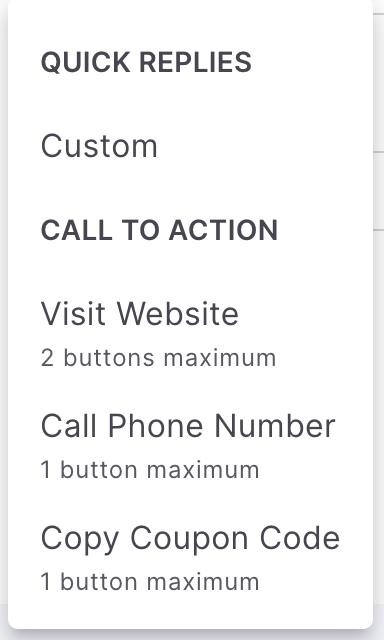 QUICK REPLIES
Custom
CALL TO ACTION
Visit Website
2 buttons maximum
Call Phone Number
1 button maximum
Copy Coupon Code
1 button maximum